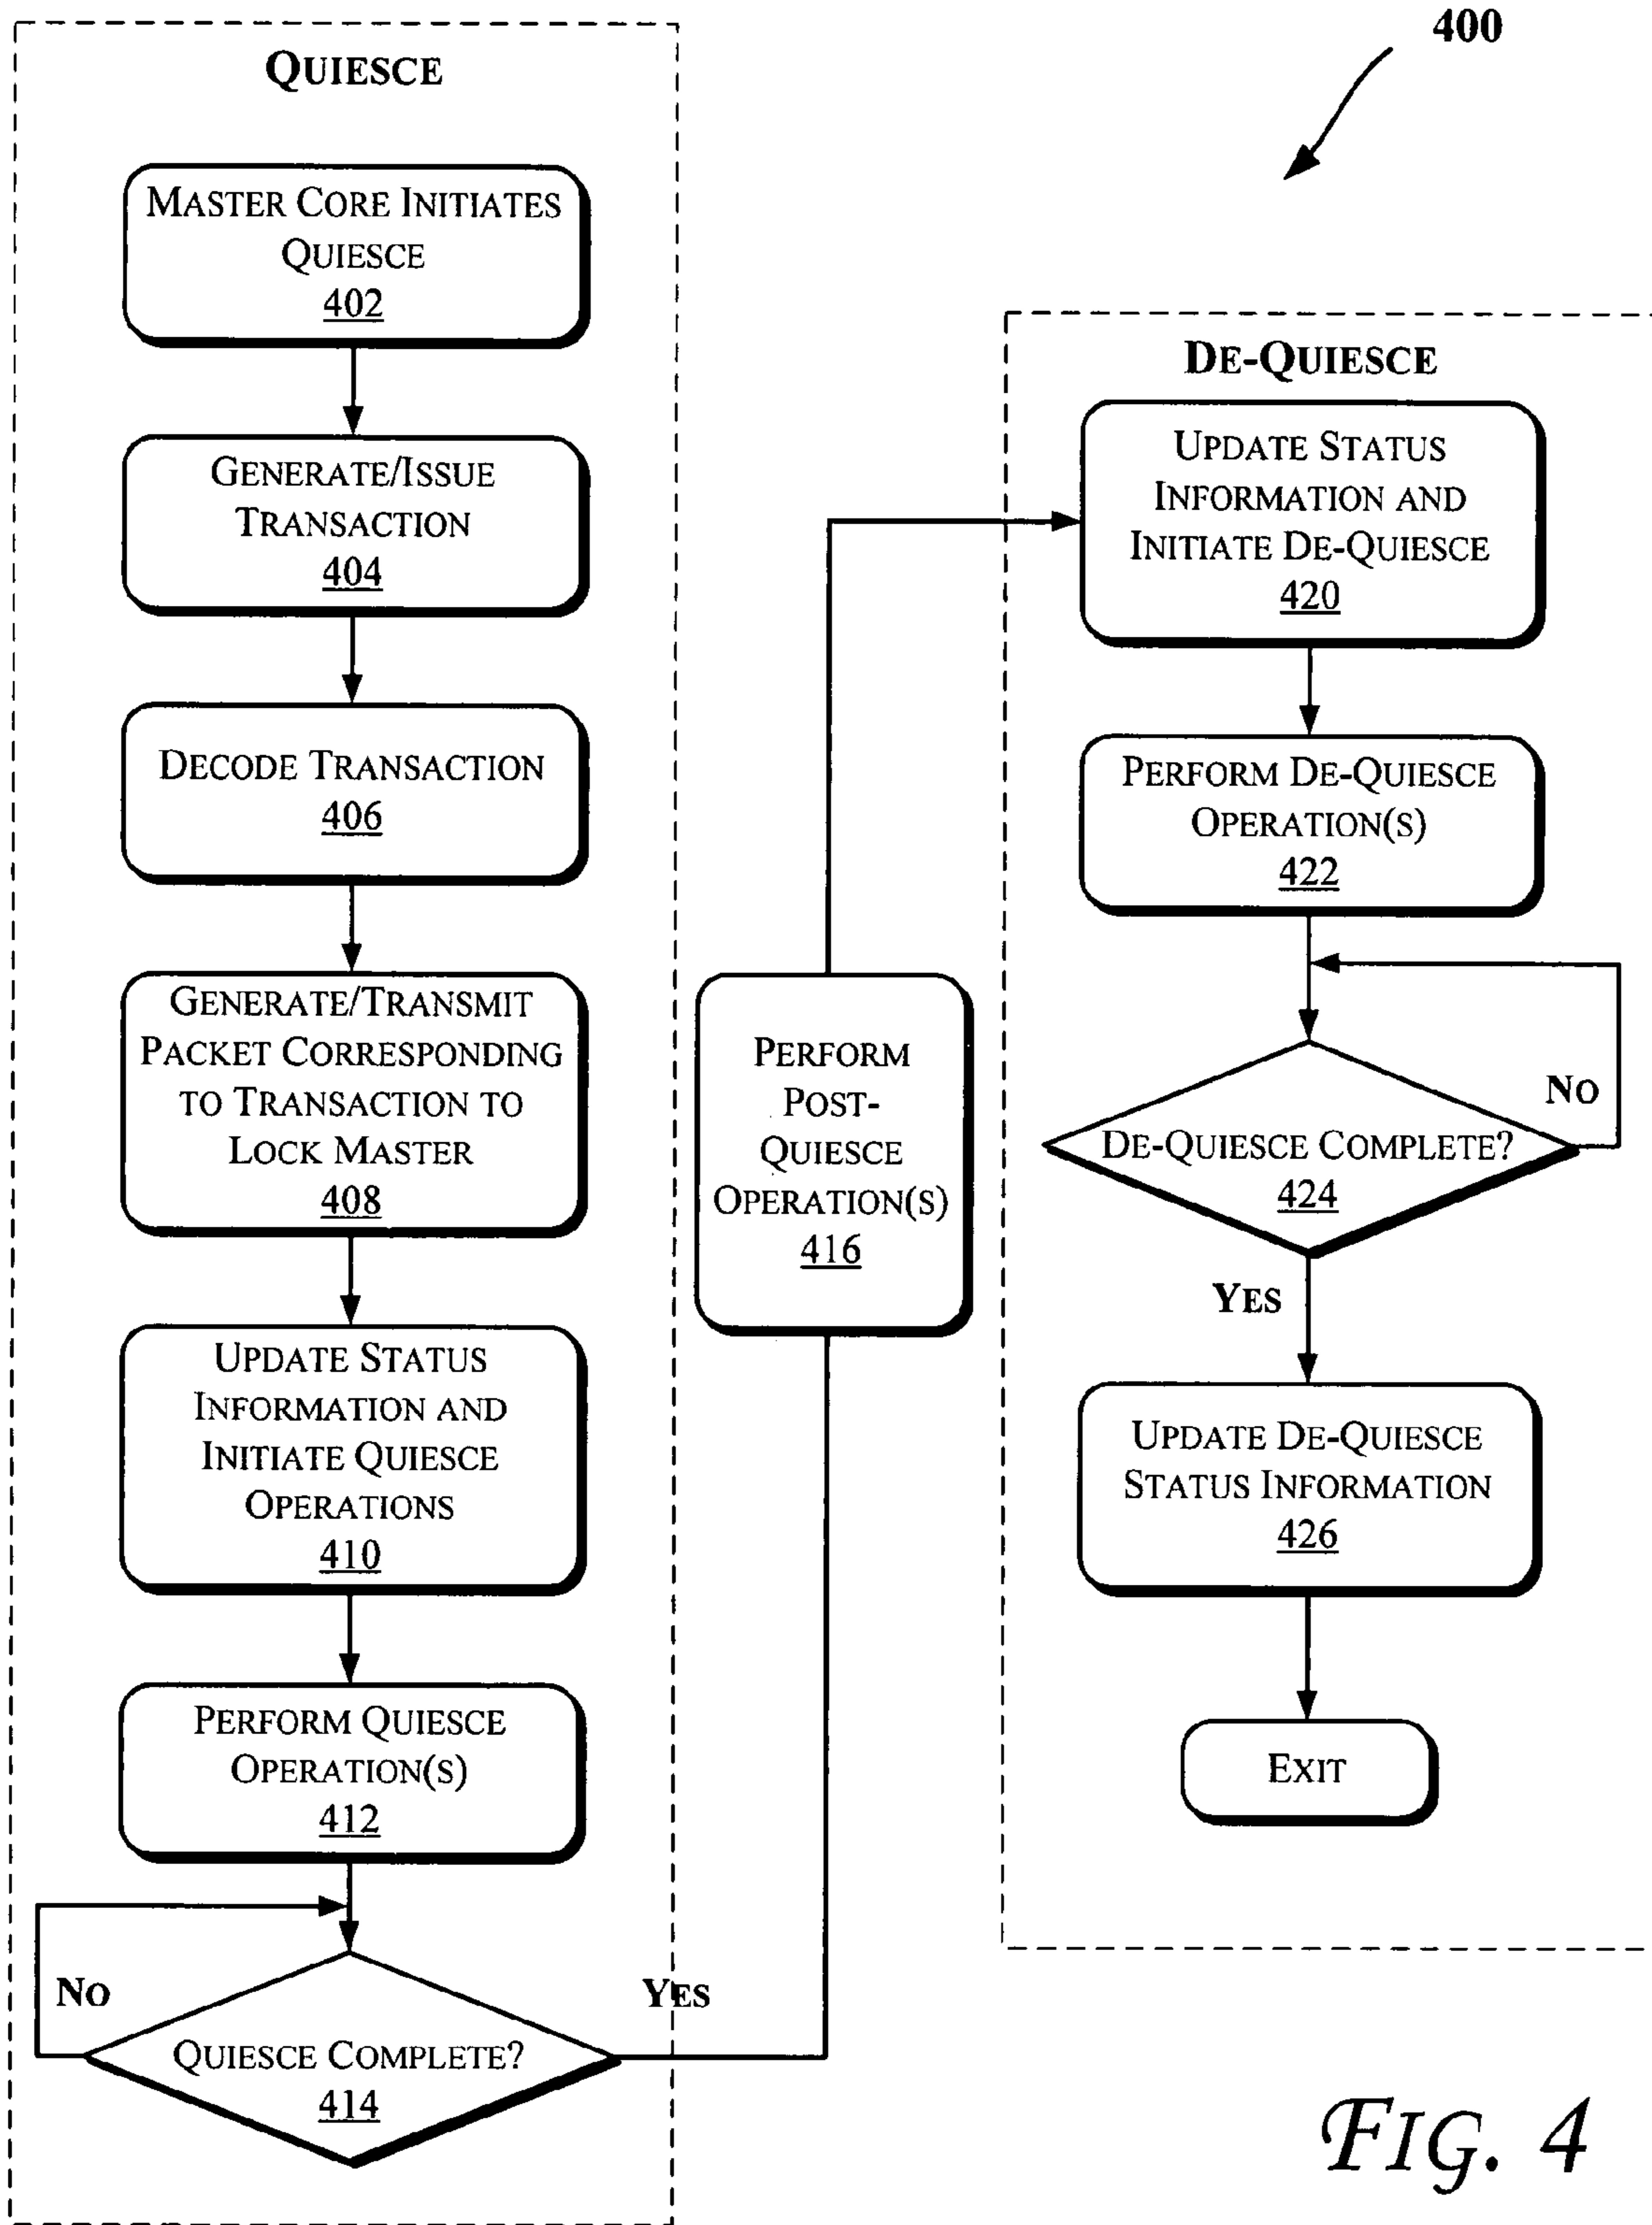 400
QUIESCE
MASTER CORE INITIATES
QUIESCE
402
GENERATE/ISSUE
TRANSACTION
404
DECODE TRANSACTION
406
GENERATE/TRANSMIT
PACKET CORRESPONDING
TO TRANSACTION TO
LOCK MASTER
408
UPDATE STATUS
INFORMATION AND
INITIATE QUIESCE
OPERATIONS
410
PERFORM QUIESCE
OPERATION(S)
412
NO
YES
QUIESCE COMPLETE?
414
PERFORM
POST-
QUIESCE
OPERATION(S)
416
DE-QUIESCE
UPDATE STATUS
INFORMATION AND
INITIATE DE-QUIESCE
420
PERFORM DE-QUIESCE
OPERATION(S)
422
NO
DE-QUIESCE COMPLETE?
424
YES
UPDATE DE-QUIESCE
STATUS INFORMATION
426
EXIT
FIG. 4